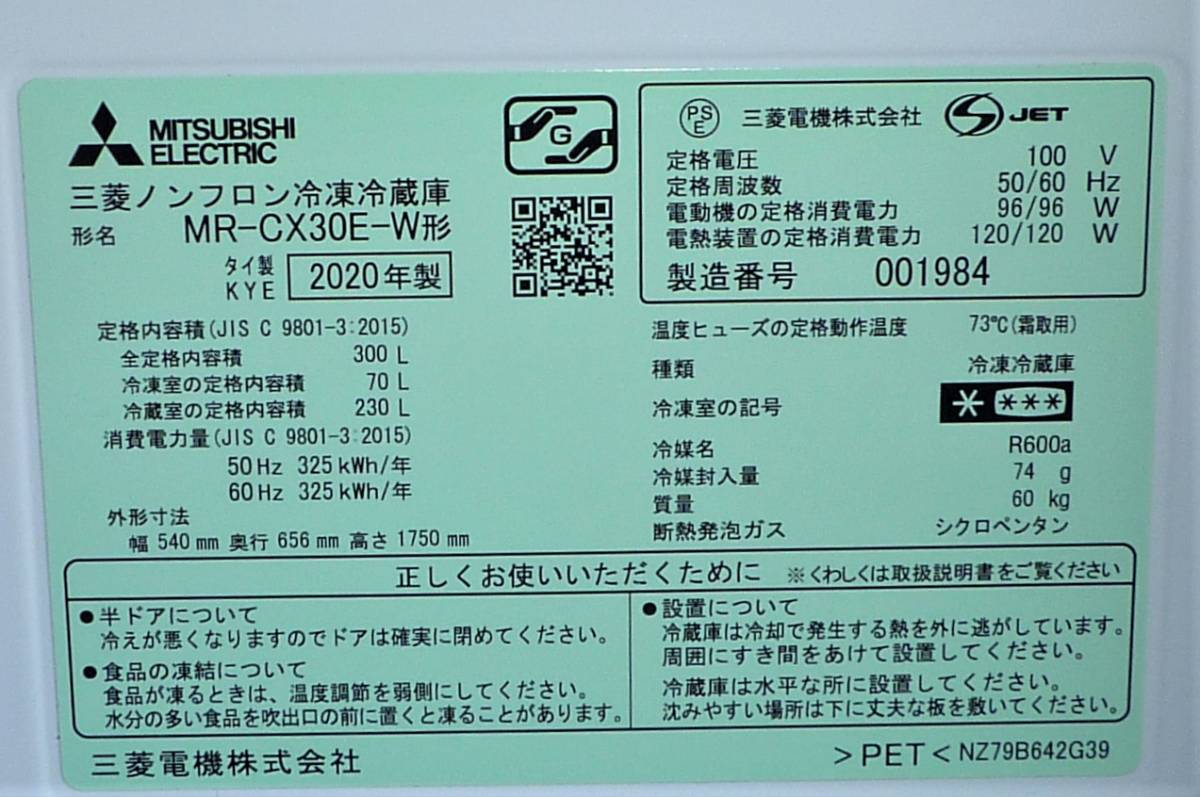 MITSUBISHI
ELECTRIC
三菱ノンフロン冷凍冷蔵庫
形名 MR-CX30E-W形
タイ製
KYE
2020年製
G
PS
E
三菱電機株式会社
JET
定格電圧 100 V
定格周波数 50/60 Hz
電動機の定格消費電力 96/96 W
電熱装置の定格消費電力 120/120 W
製造番号 001984
定格内容積(JIS C 9801-3:2015)
全定格内容積 300 L
冷凍室の定格内容積 70 L
冷蔵室の定格内容積 230 L
消費電力量(JIS C 9801-3:2015)
50Hz 325kWh/年
60Hz 325kWh/年
外形寸法
幅 540mm 奥行 656mm 高さ 1750mm
温度ヒューズの定格動作温度 73℃(霜取用)
種類 冷凍冷蔵庫
冷凍室の記号 * ***
冷媒名 R600a
冷媒封入量 74 g
質量 60 kg
断熱発泡ガス シクロペンタン
正しくお使いいただくために ※くわしくは取扱説明書をご覧ください
●半ドアについて
冷えが悪くなりますのでドアは確実に閉めてください。
●食品の凍結について
食品が凍るときは、温度調節を弱側にしてください。
水分の多い食品を吹出口の前に置くと凍ることがあります。
●設置について
冷蔵庫は冷却で発生する熱を外に逃がしています。
周囲にすき間をあけて設置してください。
冷蔵庫は水平な所に設置してください。
沈みやすい場所は下に丈夫な板を敷いてください。
三菱電機株式会社
>PET< NZ79B642G39